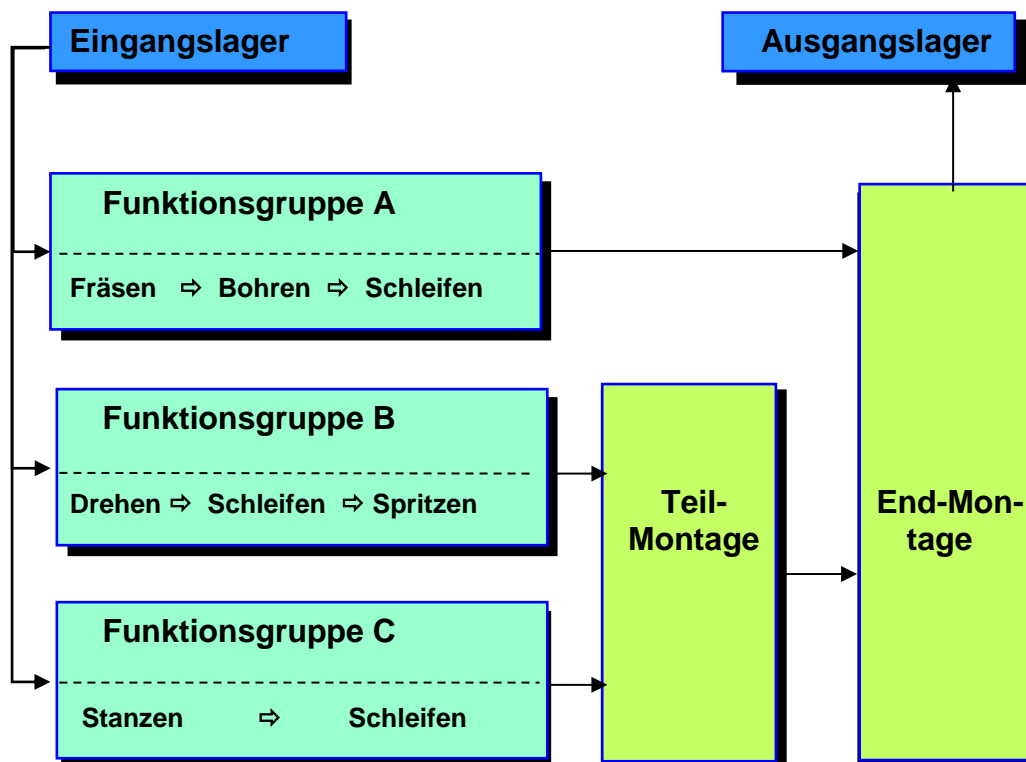 Eingangslager
Ausgangslager
Funktionsgruppe A
Fräsen ⇨ Bohren ⇨ Schleifen
Funktionsgruppe B
Drehen ⇨ Schleifen ⇨ Spritzen
Teil-
Montage
End-Mon-
tage
Funktionsgruppe C
Stanzen ⇨ Schleifen